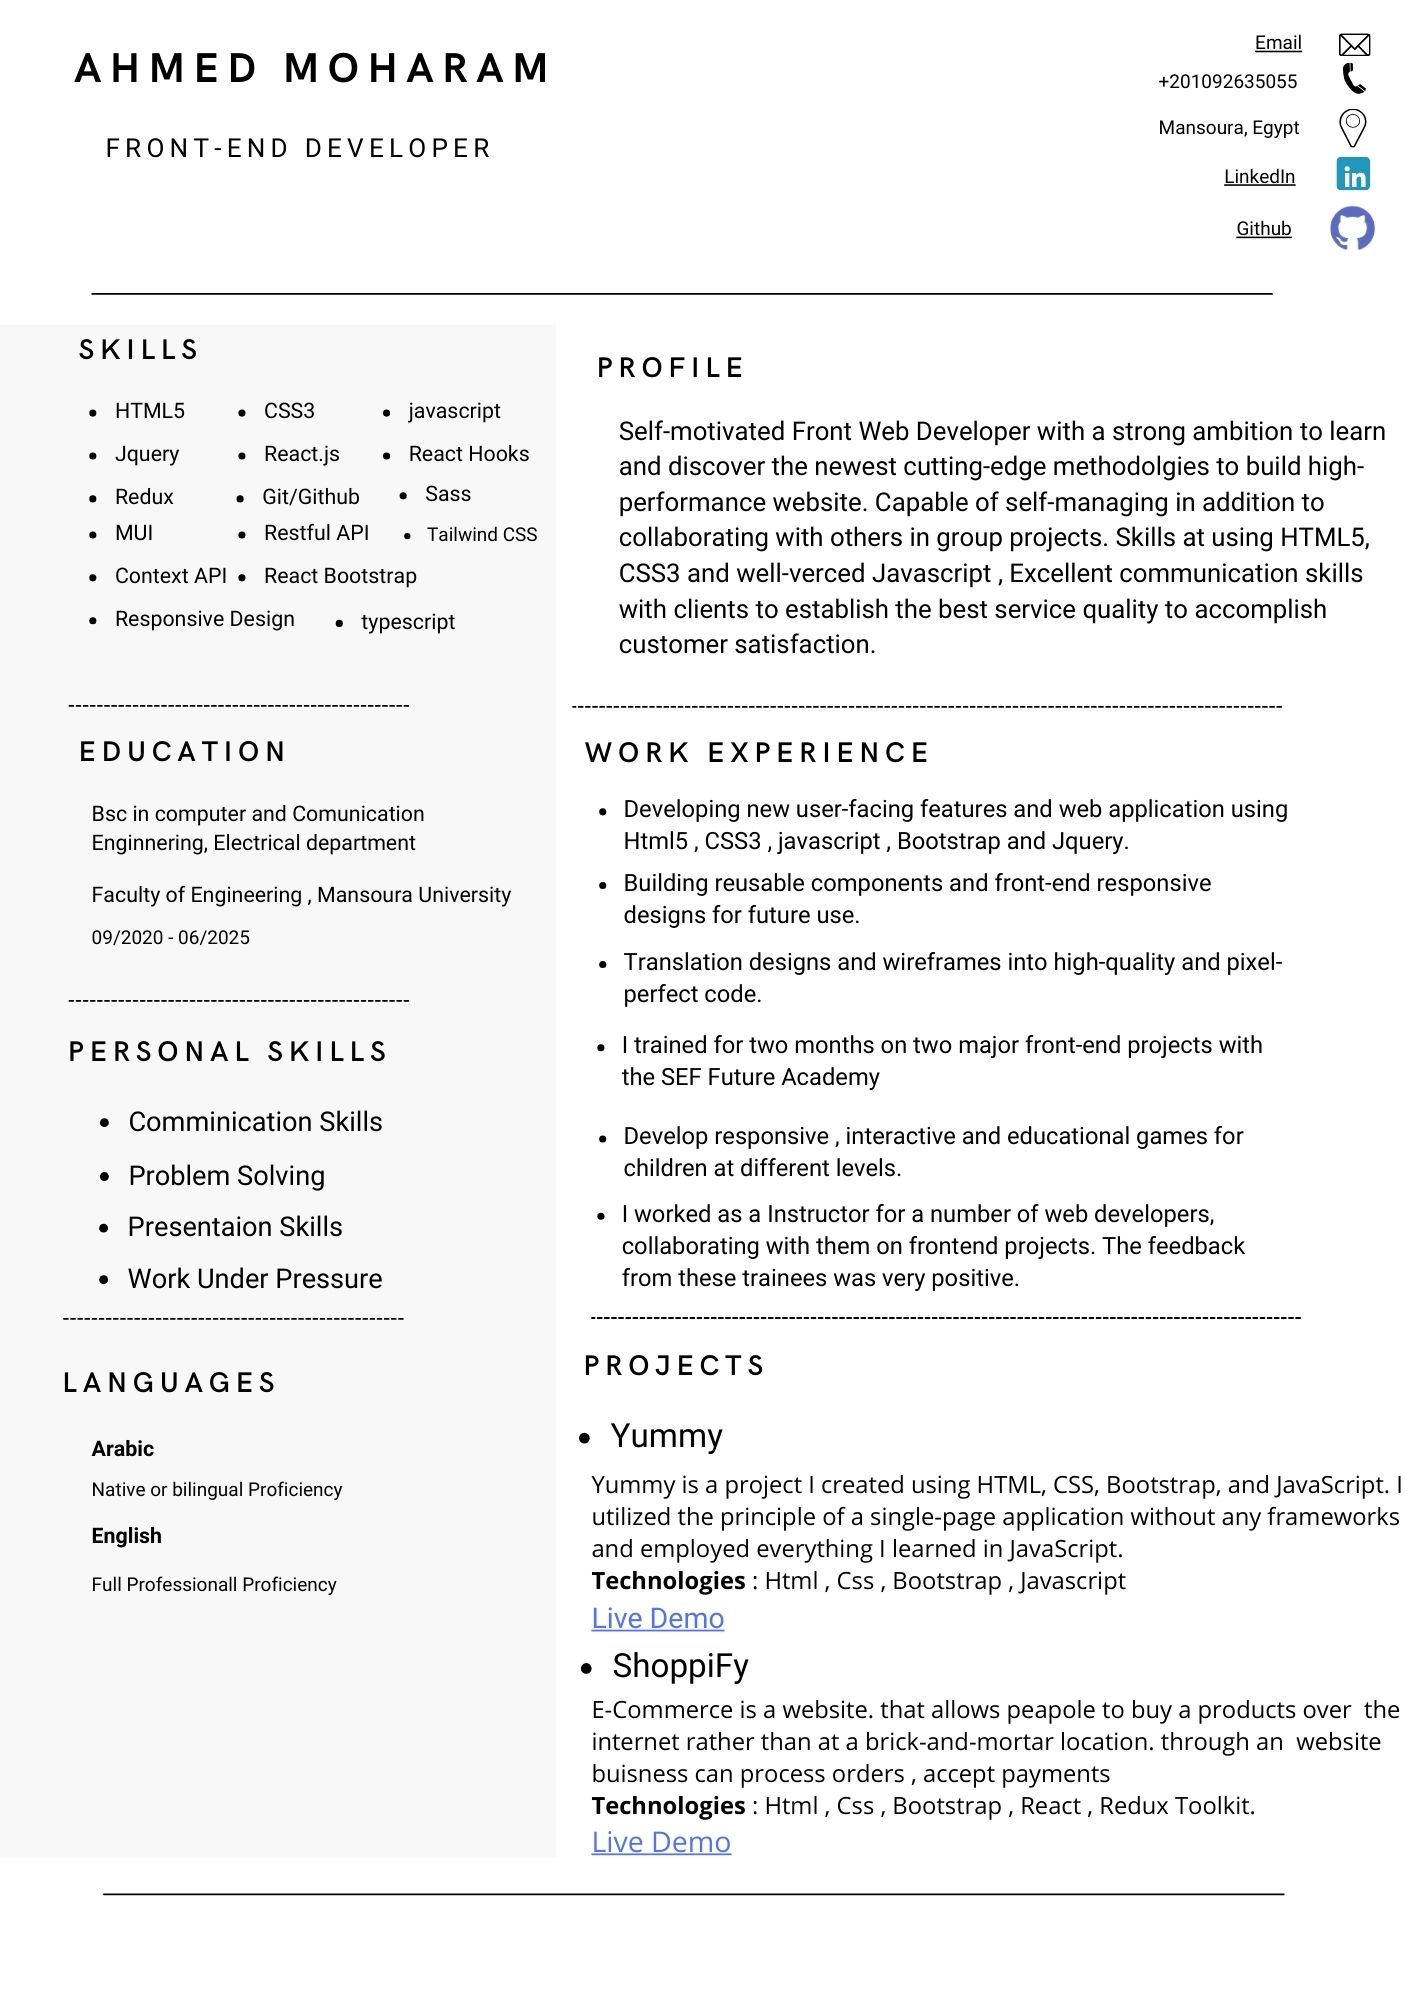 AHMED MOHARAM
FRONT-END DEVELOPER
Email
+201092635055
Mansoura, Egypt
LinkedIn
Github
SKILLS
HTML5
CSS3
javascript
Jquery
React.js
React Hooks
Redux
Git/Github
Sass
MUI
Restful API
Tailwind CSS
Context API
React Bootstrap
Responsive Design
typescript
EDUCATION
Bsc in computer and Comunication
Enginnering, Electrical department
Faculty of Engineering , Mansoura University
09/2020 - 06/2025
PERSONAL SKILLS
Comminication Skills
Problem Solving
Presentaion Skills
Work Under Pressure
LANGUAGES
Arabic
Native or bilingual Proficiency
English
Full Professionall Proficiency
PROFILE
Self-motivated Front Web Developer with a strong ambition to learn
and discover the newest cutting-edge methodolgies to build high-
performance website. Capable of self-managing in addition to
collaborating with others in group projects. Skills at using HTML5,
CSS3 and well-verced Javascript , Excellent communication skills
with clients to establish the best service quality to accomplish
customer satisfaction.
WORK EXPERIENCE
Developing new user-facing features and web application using
Html5 , CSS3 , javascript , Bootstrap and Jquery.
Building reusable components and front-end responsive
designs for future use.
Translation designs and wireframes into high-quality and pixel-
perfect code.
I trained for two months on two major front-end projects with
the SEF Future Academy
Develop responsive , interactive and educational games for
children at different levels.
I worked as a Instructor for a number of web developers,
collaborating with them on frontend projects. The feedback
from these trainees was very positive.
PROJECTS
Yummy
Yummy is a project I created using HTML, CSS, Bootstrap, and JavaScript. I
utilized the principle of a single-page application without any frameworks
and employed everything I learned in JavaScript.
Technologies : Html , Css , Bootstrap , Javascript
Live Demo
ShoppiFy
E-Commerce is a website. that allows peapole to buy a products over  the
internet rather than at a brick-and-mortar location. through an  website
buisness can process orders , accept payments
Technologies : Html , Css , Bootstrap , React , Redux Toolkit.
Live Demo